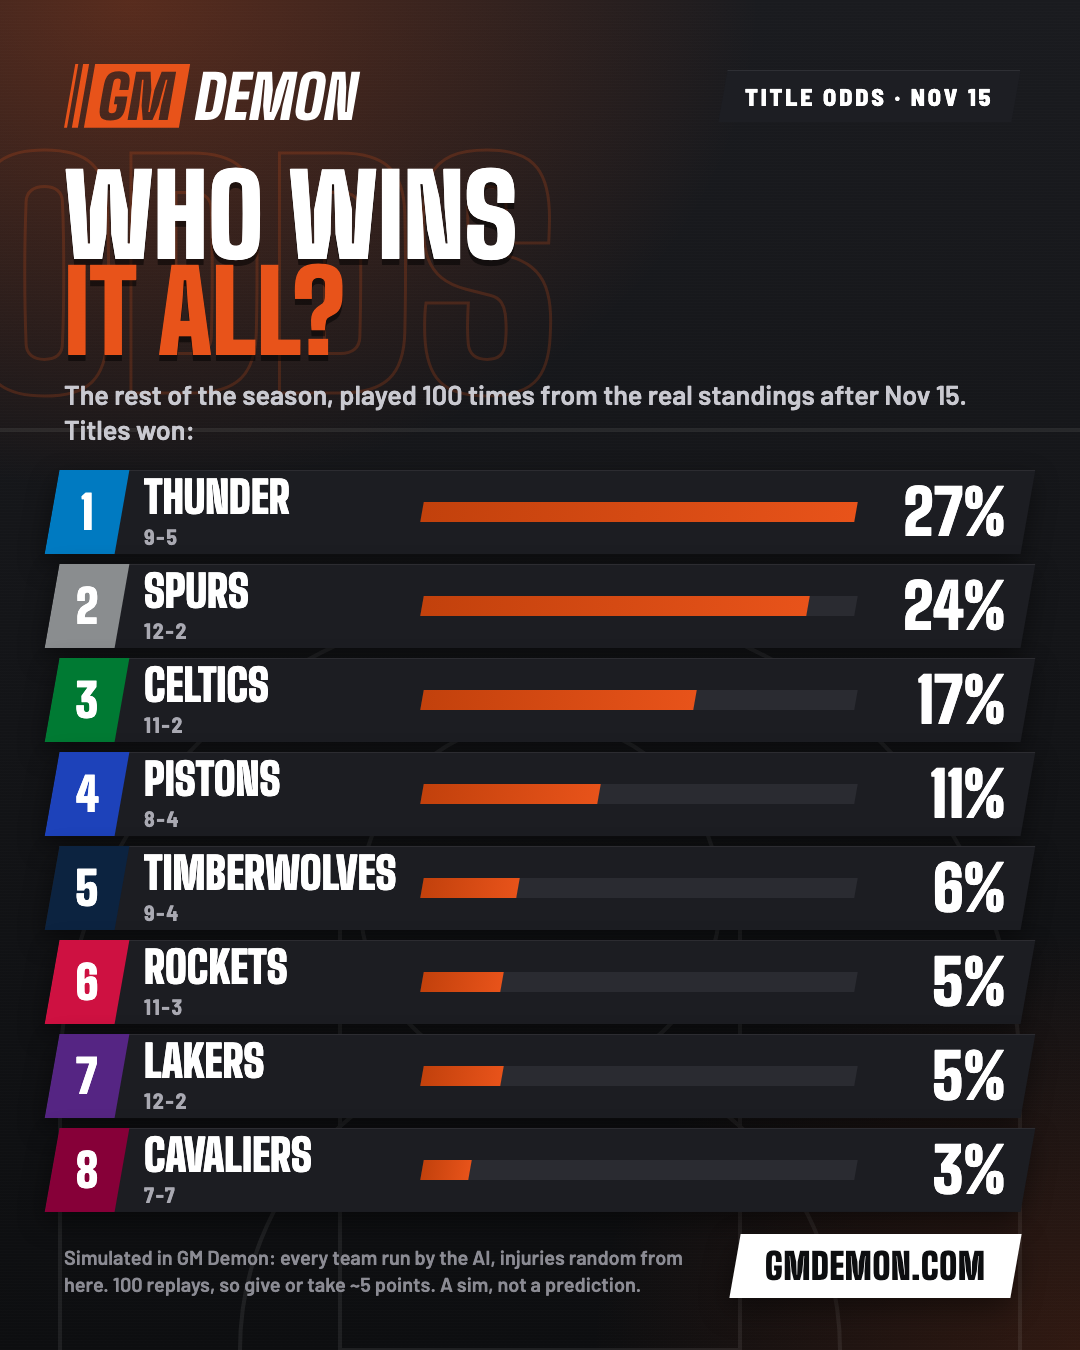 GM DEMON
TITLE ODDS · NOV 15
ODDS
WHO WINS
IT ALL?
The rest of the season, played 100 times from the real standings after Nov 15.
Titles won:
1 THUNDER 27%
9-5
2 SPURS 24%
12-2
3 CELTICS 17%
11-2
4 PISTONS 11%
8-4
5 TIMBERWOLVES 6%
9-4
6 ROCKETS 5%
11-3
7 LAKERS 5%
12-2
8 CAVALIERS 3%
7-7
Simulated in GM Demon: every team run by the AI, injuries random from
here. 100 replays, so give or take ~5 points. A sim, not a prediction.
GMDEMON.COM